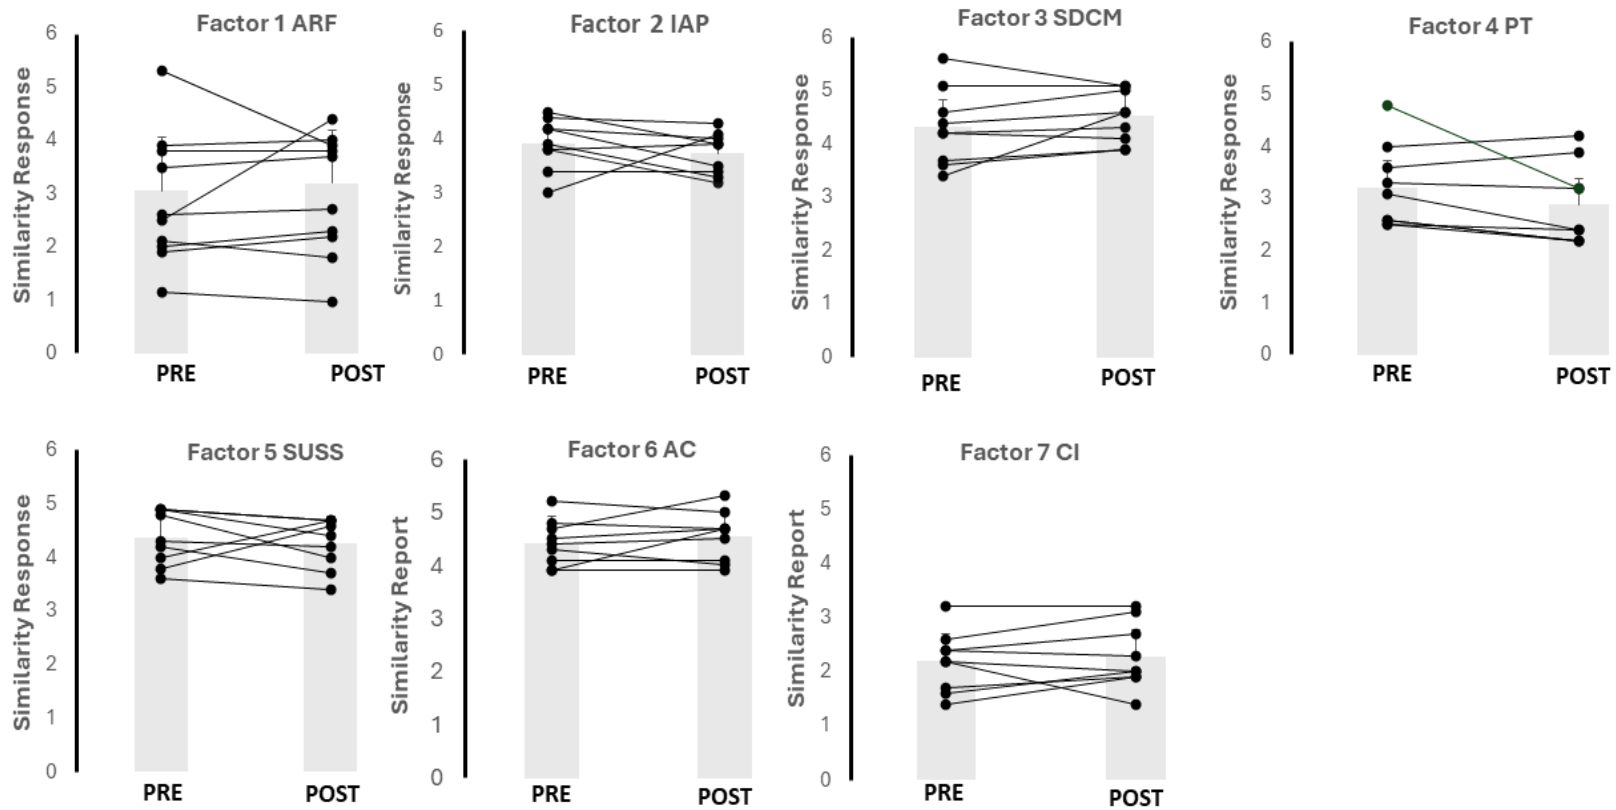 Factor 1 ARF
Similarity Response
6
5
4
3
2
1
0
PRE POST
Factor 2 IAP
Similarity Response
6
5
4
3
2
1
0
PRE POST
Factor 3 SDCM
Similarity Response
6
5
4
3
2
1
0
PRE POST
Factor 4 PT
Similarity Response
6
5
4
3
2
1
0
PRE POST
Factor 5 SUSS
Similarity Response
6
5
4
3
2
1
0
PRE POST
Factor 6 AC
Similarity Report
6
5
4
3
2
1
0
PRE POST
Factor 7 CI
Similarity Report
6
5
4
3
2
1
0
PRE POST